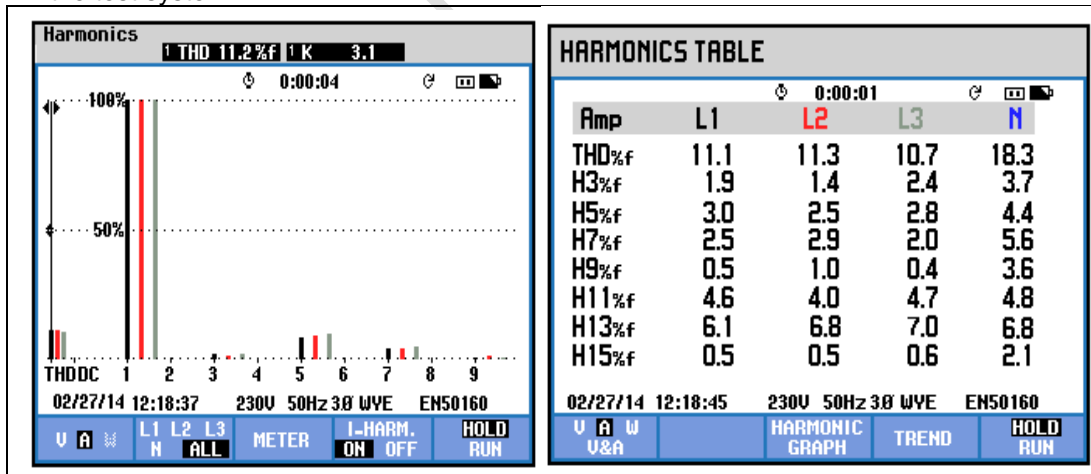 Harmonics
1 THD 11.2%f 1 K 3.1
0:00:04
100%
50%
THDDC 1 2 3 4 5 6 7 8 9
02/27/14 12:18:37 230V 50Hz 3Ø WYE EN50160
V A W L1 L2 L3 N ALL METER I-HARM. ON OFF HOLD RUN
HARMONICS TABLE
0:00:01
Amp L1 L2 L3 N
THD%f 11.1 11.3 10.7 18.3
H3%f 1.9 1.4 2.4 3.7
H5%f 3.0 2.5 2.8 4.4
H7%f 2.5 2.9 2.0 5.6
H9%f 0.5 1.0 0.4 3.6
H11%f 4.6 4.0 4.7 4.8
H13%f 6.1 6.8 7.0 6.8
H15%f 0.5 0.5 0.6 2.1
02/27/14 12:18:45 230V 50Hz 3Ø WYE EN50160
V A W V&A HARMONIC GRAPH TREND HOLD RUN